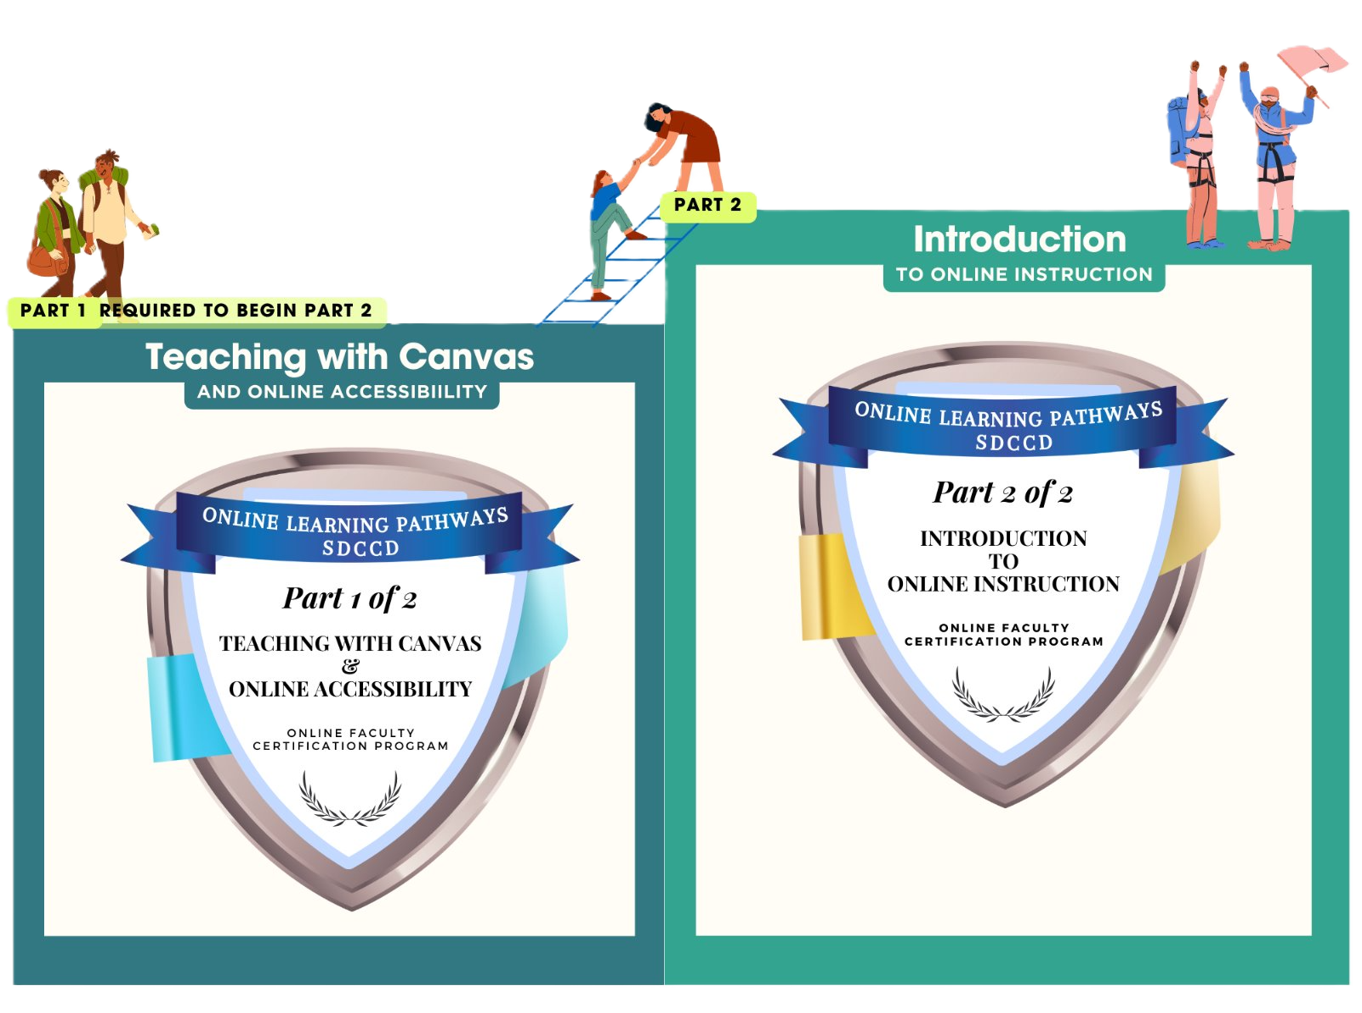 PART 1 REQUIRED TO BEGIN PART 2
Teaching with Canvas
AND ONLINE ACCESSIBIILITY
ONLINE LEARNING PATHWAYS
SDCCD
Part 1 of 2
TEACHING WITH CANVAS
&
ONLINE ACCESSIBILITY
ONLINE FACULTY
CERTIFICATION PROGRAM
PART 2
Introduction
TO ONLINE INSTRUCTION
ONLINE LEARNING PATHWAYS
SDCCD
Part 2 of 2
INTRODUCTION
TO
ONLINE INSTRUCTION
ONLINE FACULTY
CERTIFICATION PROGRAM